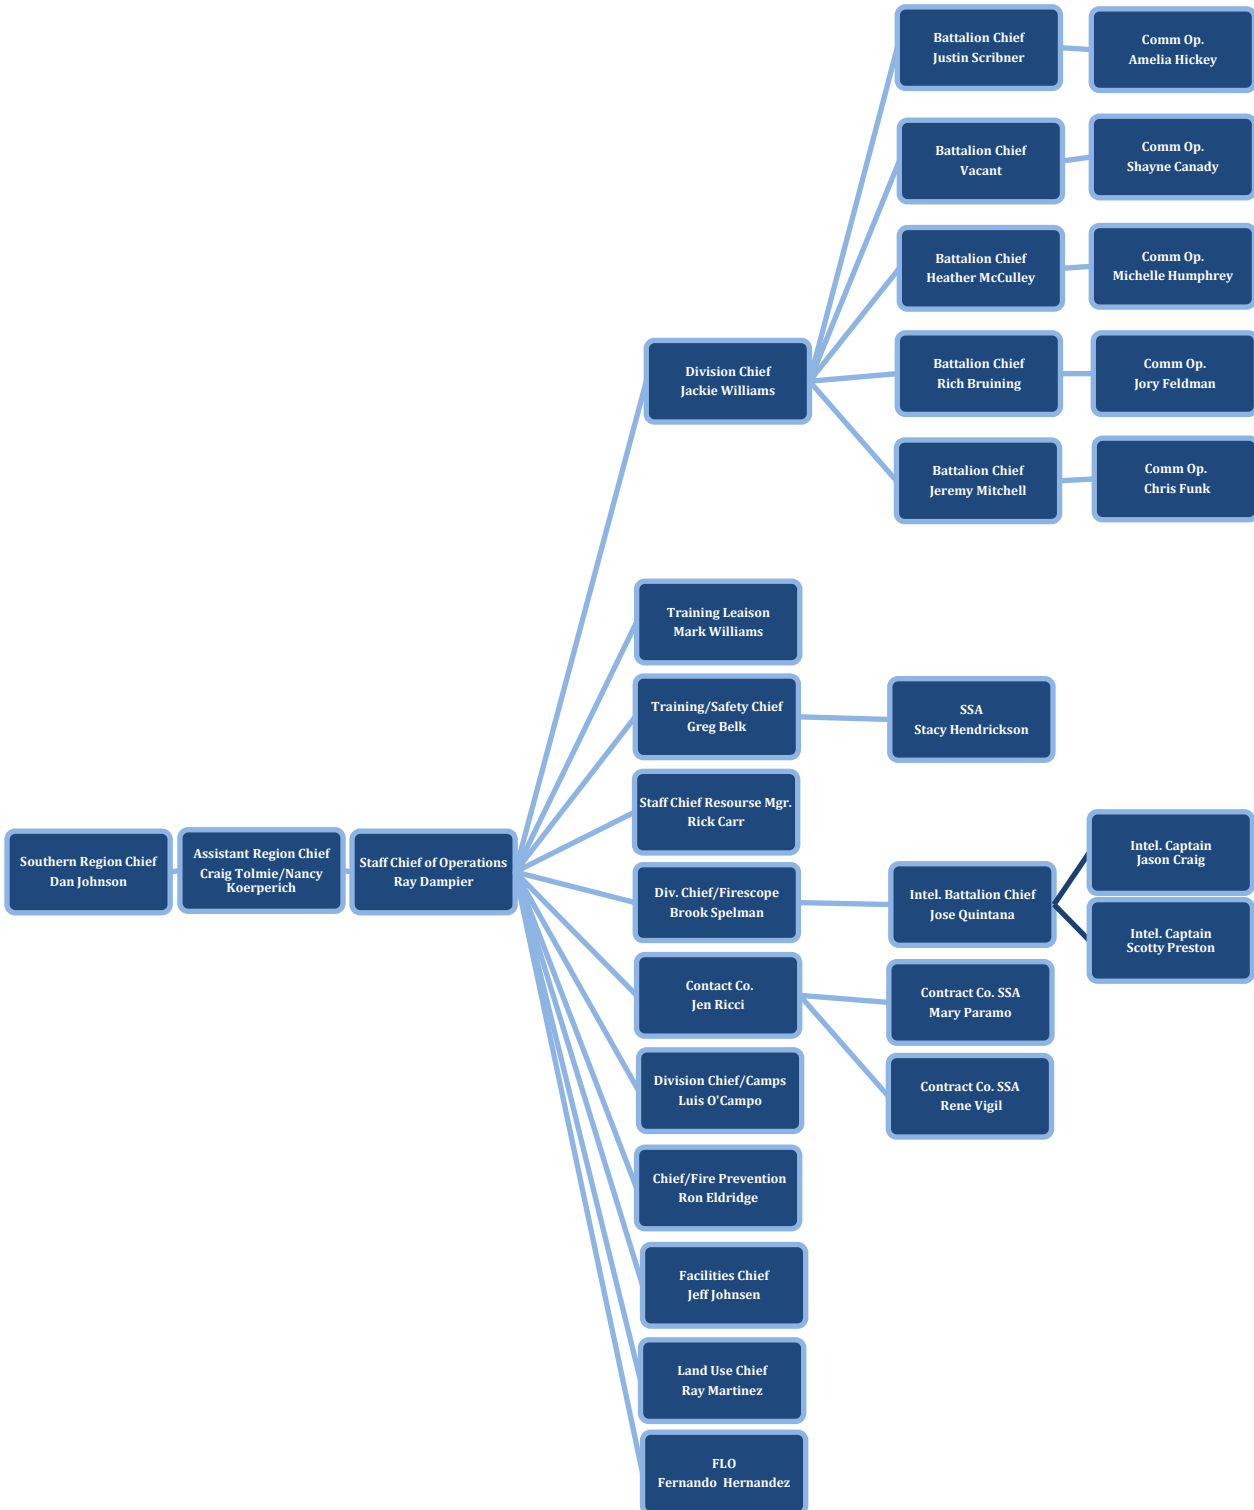 Battalion Chief
Justin Scribner
Comm Op.
Amelia Hickey
Battalion Chief
Vacant
Comm Op.
Shayne Canady
Battalion Chief
Heather McCulley
Comm Op.
Michelle Humphrey
Division Chief
Jackie Williams
Battalion Chief
Rich Bruining
Comm Op.
Jory Feldman
Battalion Chief
Jeremy Mitchell
Comm Op.
Chris Funk
Training Leaison
Mark Williams
Training/Safety Chief
Greg Belk
SSA
Stacy Hendrickson
Staff Chief Resourse Mgr.
Rick Carr
Southern Region Chief
Dan Johnson
Assistant Region Chief
Craig Tolmie/Nancy
Koerperich
Staff Chief of Operations
Ray Dampier
Div. Chief/Firescope
Brook Spelman
Intel. Battalion Chief
Jose Quintana
Intel. Captain
Jason Craig
Intel. Captain
Scotty Preston
Contact Co.
Jen Ricci
Contract Co. SSA
Mary Paramo
Contract Co. SSA
Rene Vigil
Division Chief/Camps
Luis O'Campo
Chief/Fire Prevention
Ron Eldridge
Facilities Chief
Jeff Johnsen
Land Use Chief
Ray Martinez
FLO
Fernando  Hernandez